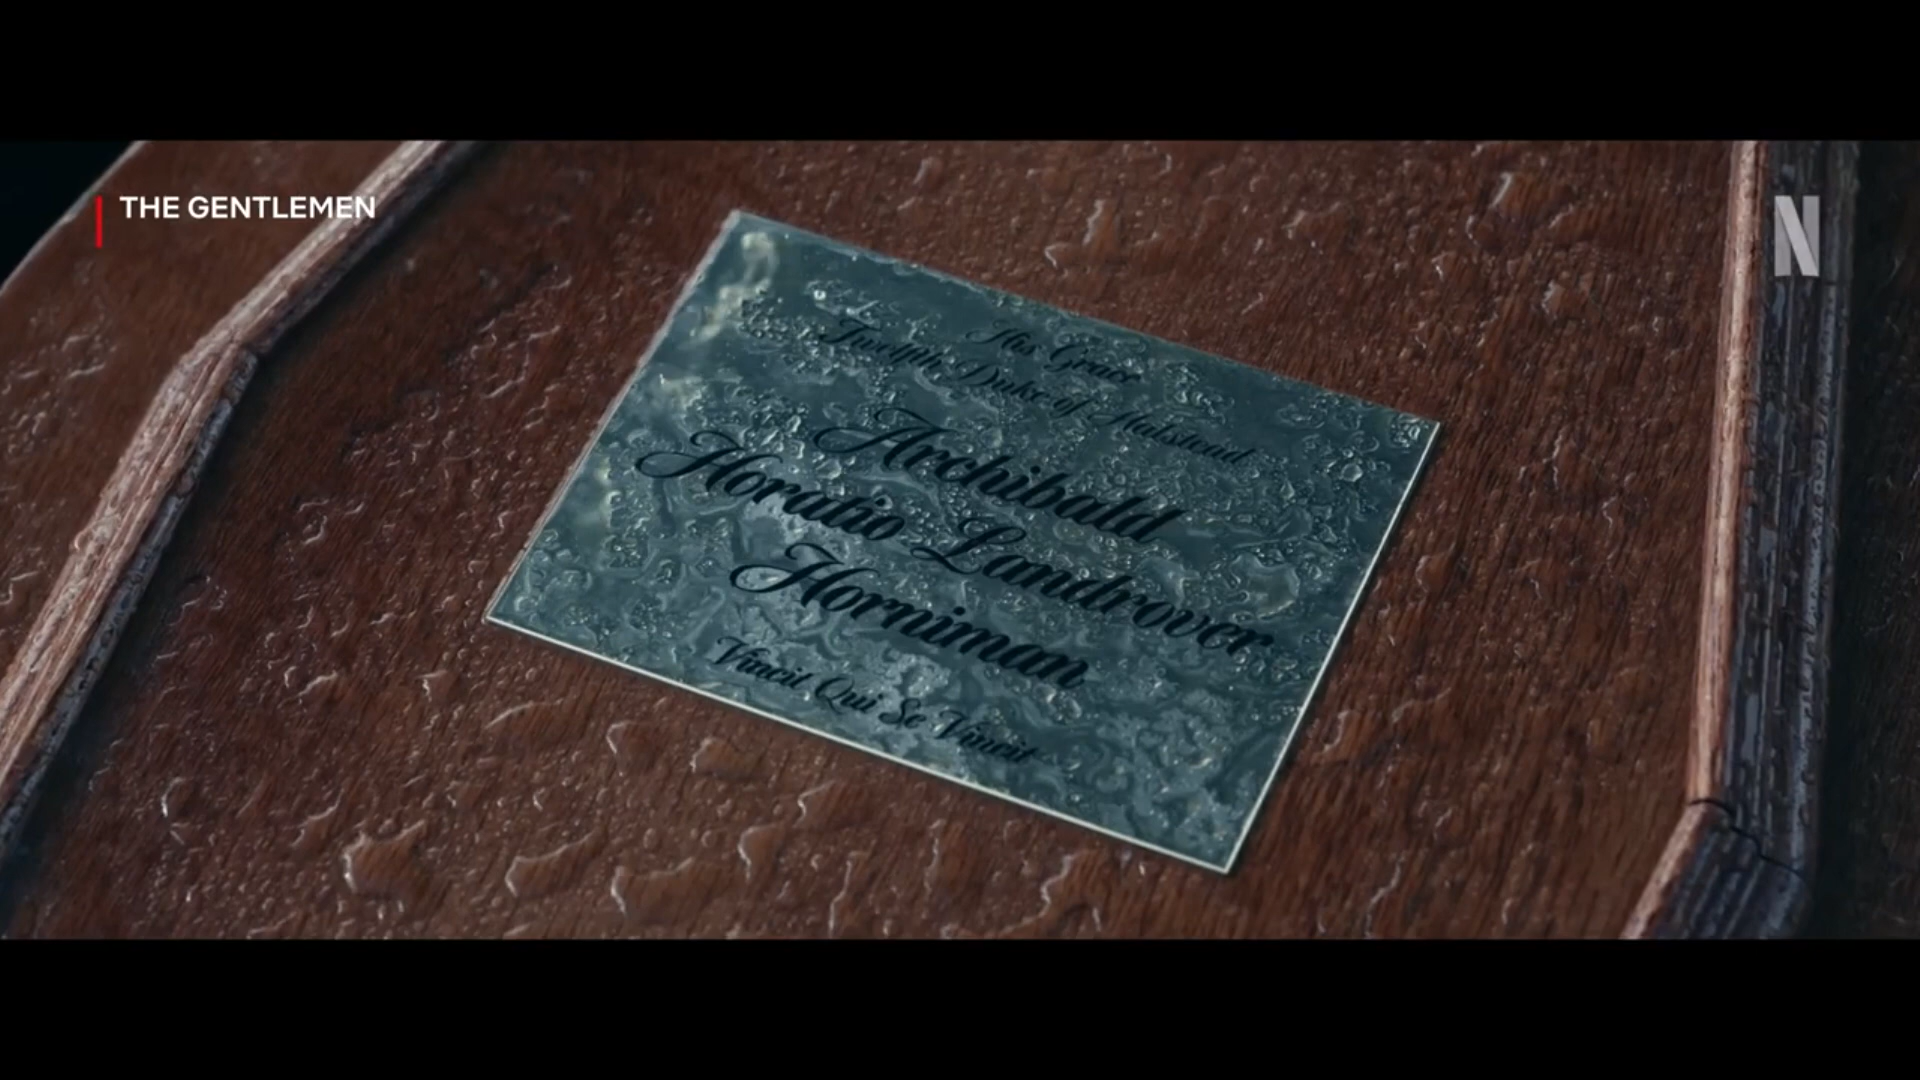 THE GENTLEMEN
N
His Grace
Twelfth Duke of Halstead
Archibald
Horatio Landrover
Horniman
Vincit Qui Se Vincit